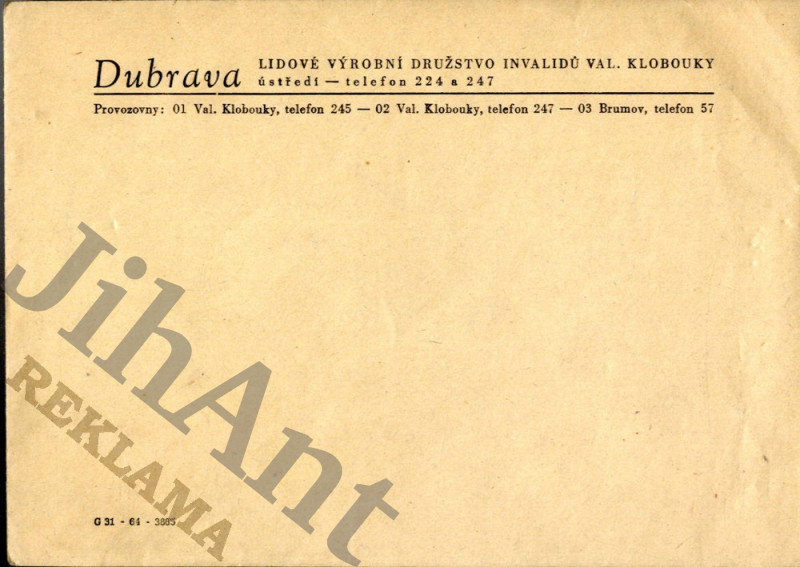 Dubrava
LIDOVÉ VÝROBNÍ DRUŽSTVO INVALIDŮ VAL. KLOBOUKY
ústředí — telefon 224 a 247
Provozovny: 01 Val. Klobouky, telefon 245 — 02 Val. Klobouky, telefon 247 — 03 Brumov, telefon 57
JihAnt
REKLAMA
G 31 - 64 - 3885